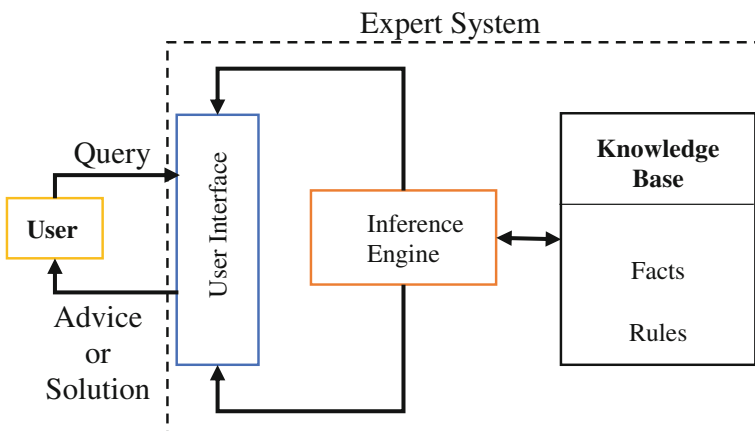 Expert System
Query
User
Advice
or
Solution
User Interface
Inference
Engine
Knowledge
Base
Facts
Rules